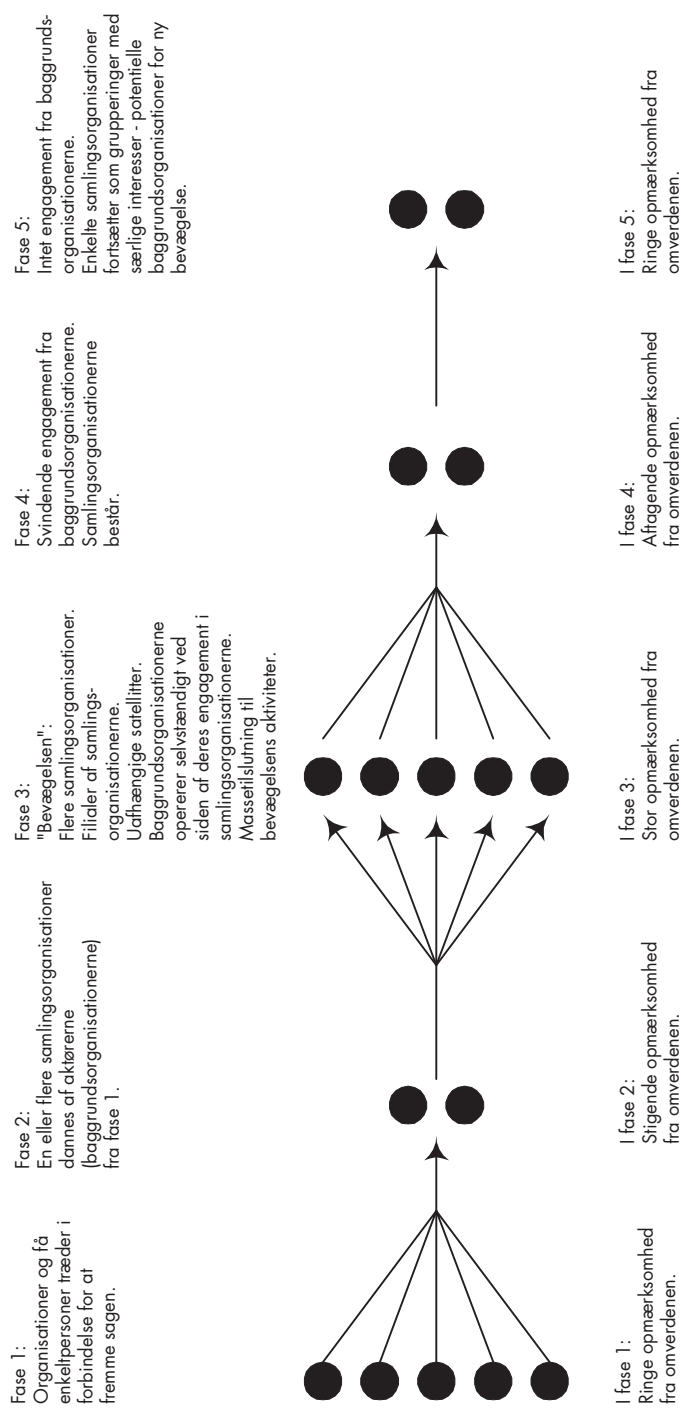 Fase 1:
Organisationer og få
enkeltpersoner træder i
forbindelse for at
fremme sagen.
Fase 2:
En eller flere samlingsorganisationer
dannes af aktørerne
(baggrundsorganisationerne)
fra fase 1.
Fase 3:
"Bevægelsen":
Flere samlingsorganisationer.
Filialer af samlings-
organisationerne.
Uafhængige satellitter.
Baggrundsorganisationerne
opererer selvstændigt ved
siden af deres engagement i
samlingsorganisationerne.
Massetilslutning til
bevægelsens aktiviteter.
Fase 4:
Svindende engagement fra
baggrundsorganisationerne.
Samlingsorganisationerne
består.
Fase 5:
Intet engagement fra baggrunds-
organisationerne.
Enkelte samlingsorganisationer
fortsætter som grupperinger med
særlige interesser - potentielle
baggrundsorganisationer for ny
bevægelse.
I fase 1:
Ringe opmærksomhed
fra omverdenen.
I fase 2:
Stigende opmærksomhed
fra omverdenen.
I fase 3:
Stor opmærksomhed fra
omverdenen.
I fase 4:
Aftagende opmærksomhed
fra omverdenen.
I fase 5:
Ringe opmærksomhed fra
omverdenen.